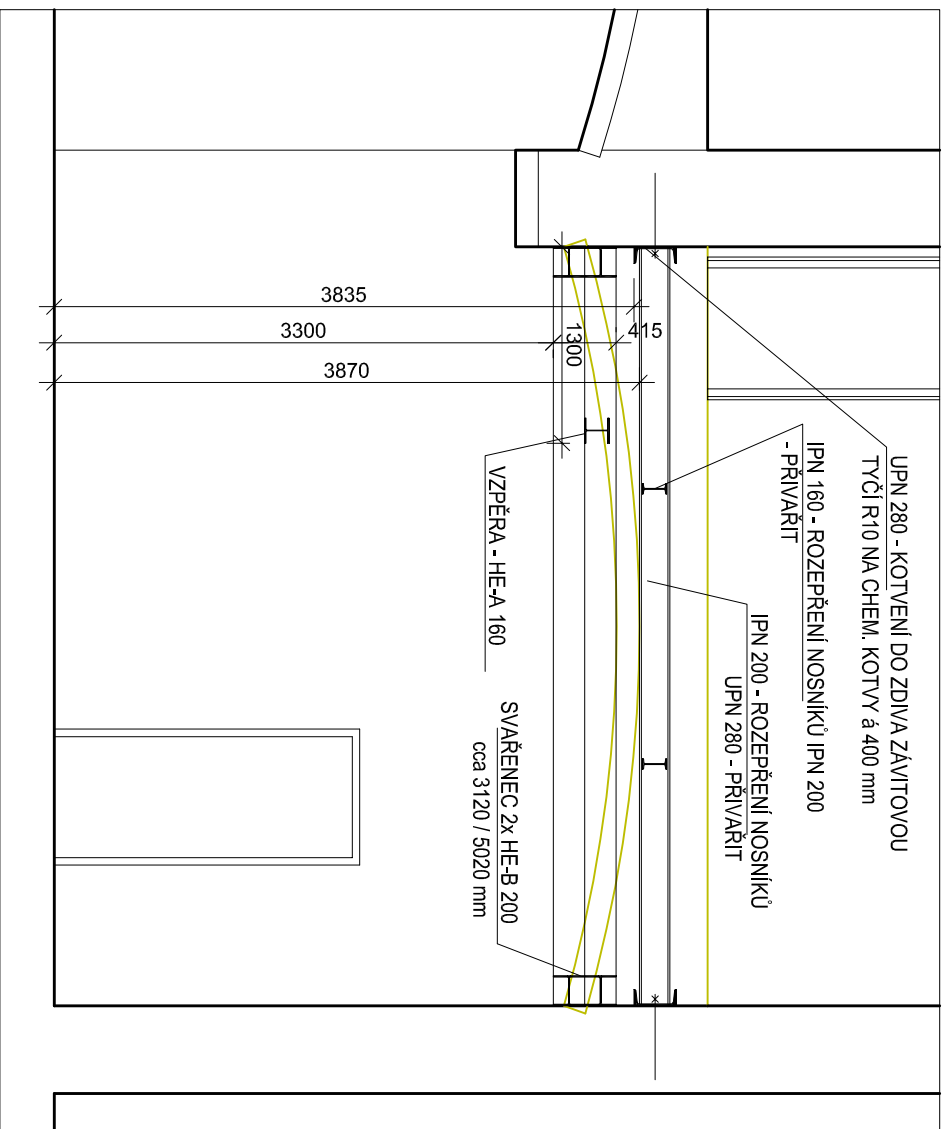 UPN 280 - KOTVENÍ DO ZDIVA ZÁVITOVOU
TYČÍ R10 NA CHEM. KOTVY á 400 mm
IPN 160 - ROZEPŘENÍ NOSNÍKŮ IPN 200
- PŘIVAŘIT
IPN 200 - ROZEPŘENÍ NOSNÍKŮ
UPN 280 - PŘIVAŘIT
3835
3300
3870
1300
415
VZPĚRA - HE-A 160
SVAŘENEC 2x HE-B 200
cca 3120 / 5020 mm